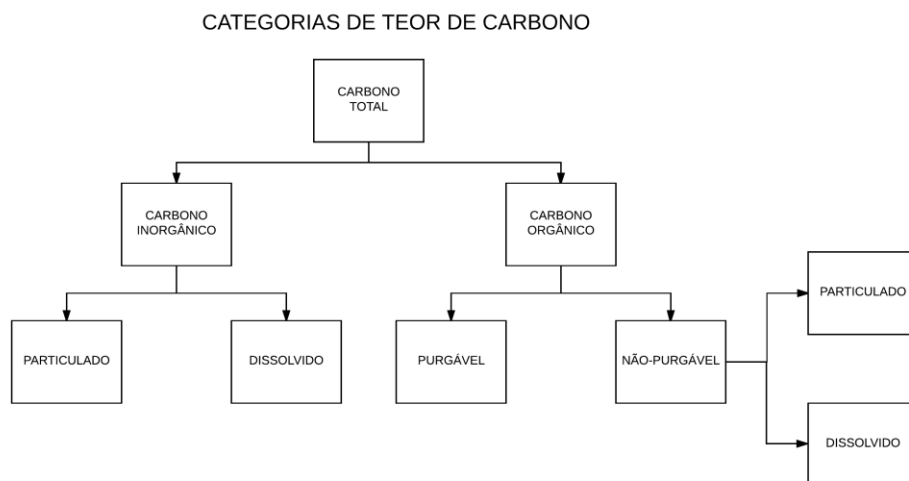 CATEGORIAS DE TEOR DE CARBONO
CARBONO
TOTAL
CARBONO
INORGÂNICO
CARBONO
ORGÂNICO
PARTICULADO
DISSOLVIDO
PURGÁVEL
NÃO-PURGÁVEL
PARTICULADO
DISSOLVIDO